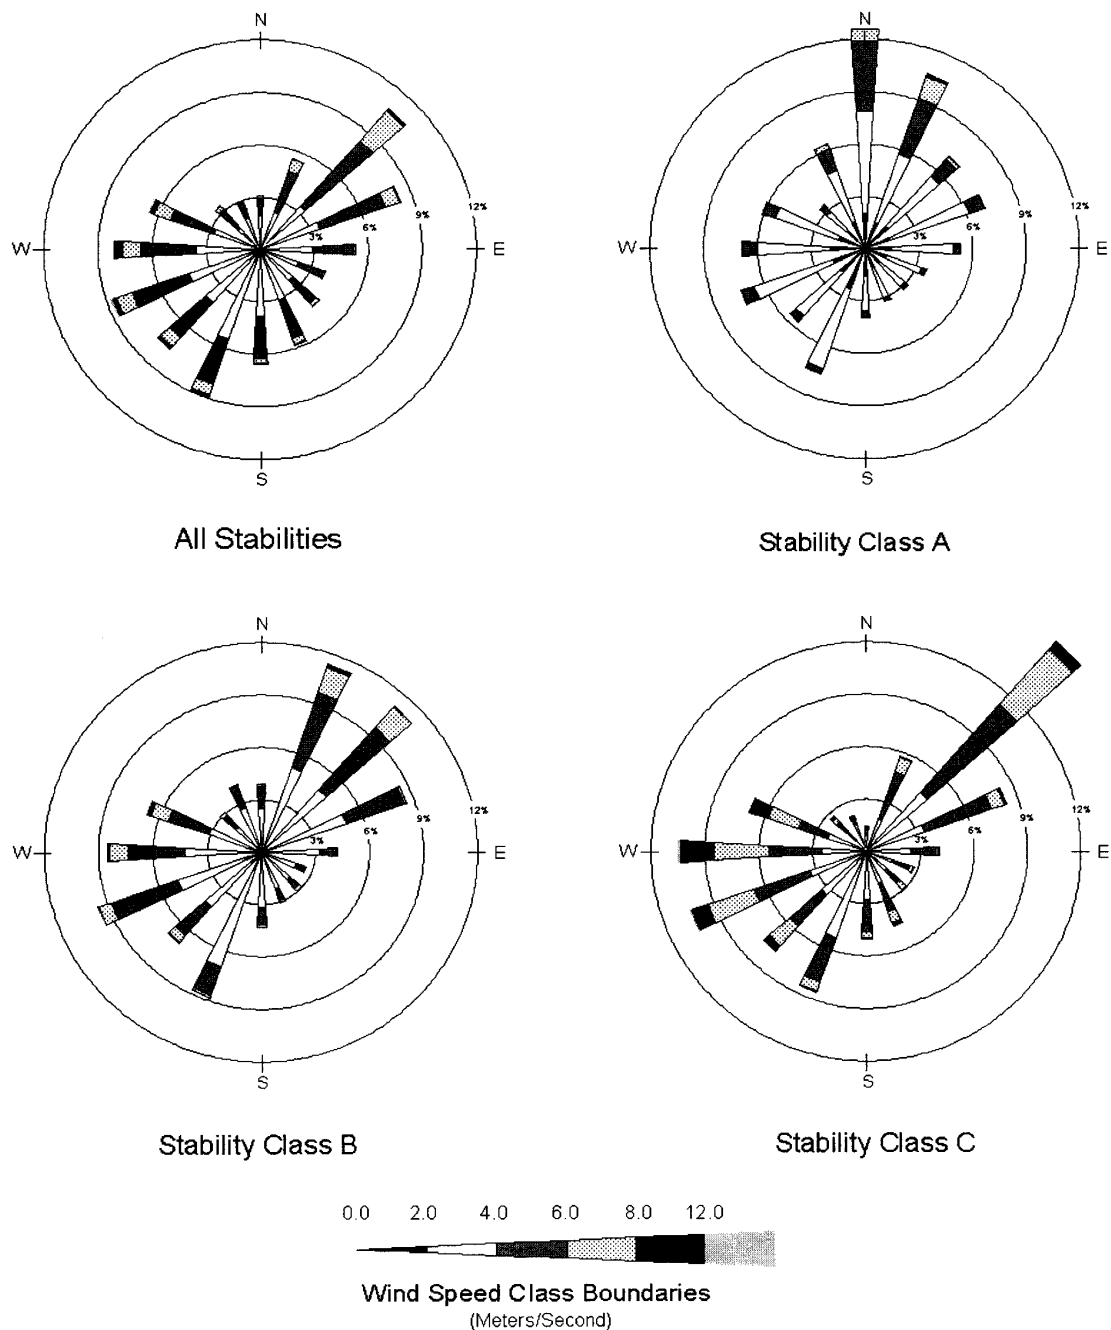 N
N
W
3%
6%
9%
12%
E
W
3%
6%
9%
12%
E
S
S
All Stabilities
Stability Class A
N
N
W
3%
6%
9%
12%
E
W
3%
6%
9%
12%
E
S
S
Stability Class B
Stability Class C
0.0 2.0 4.0 6.0 8.0 12.0
Wind Speed Class Boundaries
(Meters/Second)